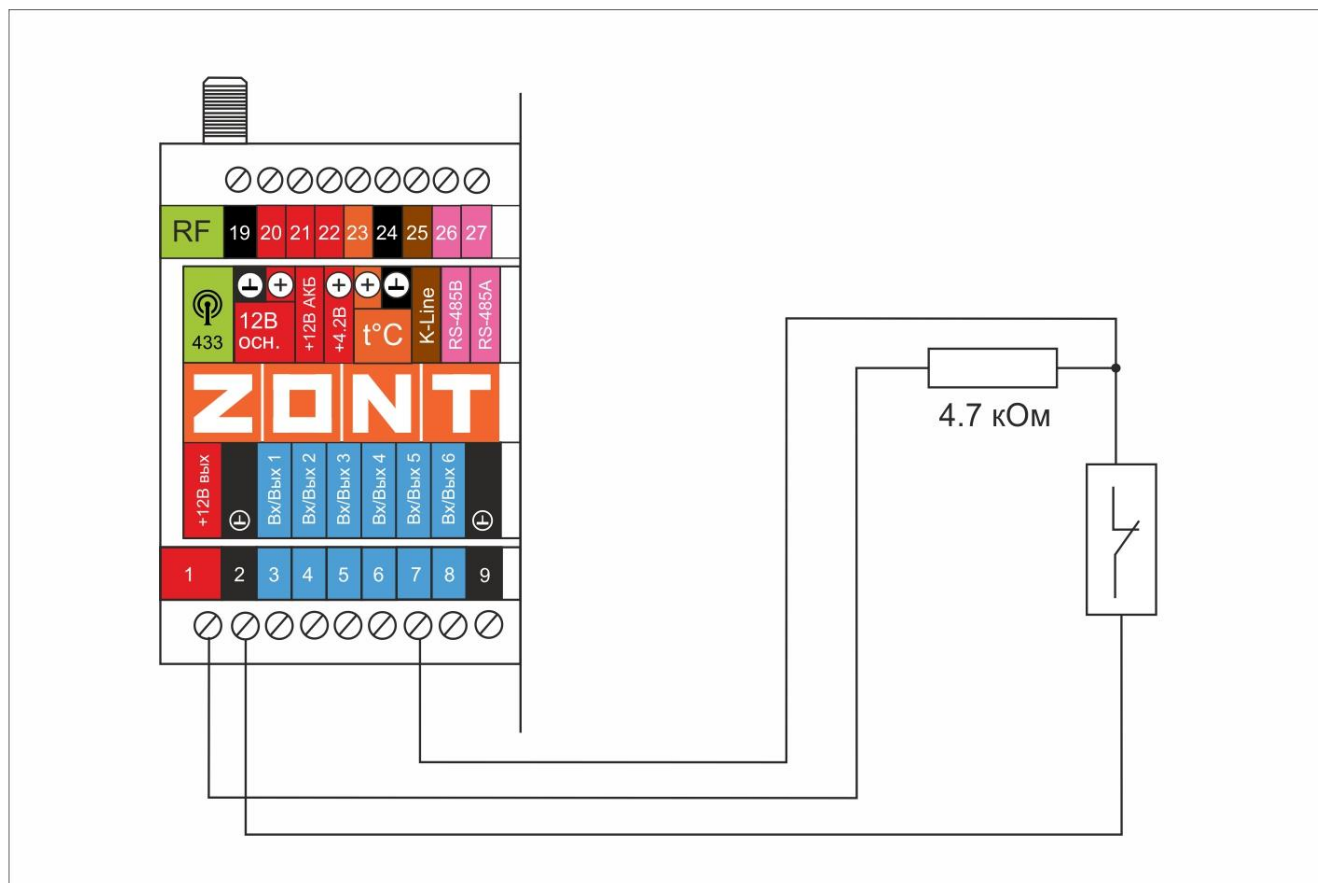 RF 19 20 21 22 23 24 25 26 27
433
12В
осн.
+12В АКБ
+4.2В
t°C
K-Line
RS-485B
RS-485A
ZONT
+12В вых
Вх/Вых 1
Вх/Вых 2
Вх/Вых 3
Вх/Вых 4
Вх/Вых 5
Вх/Вых 6
1 2 3 4 5 6 7 8 9
4.7 кОм